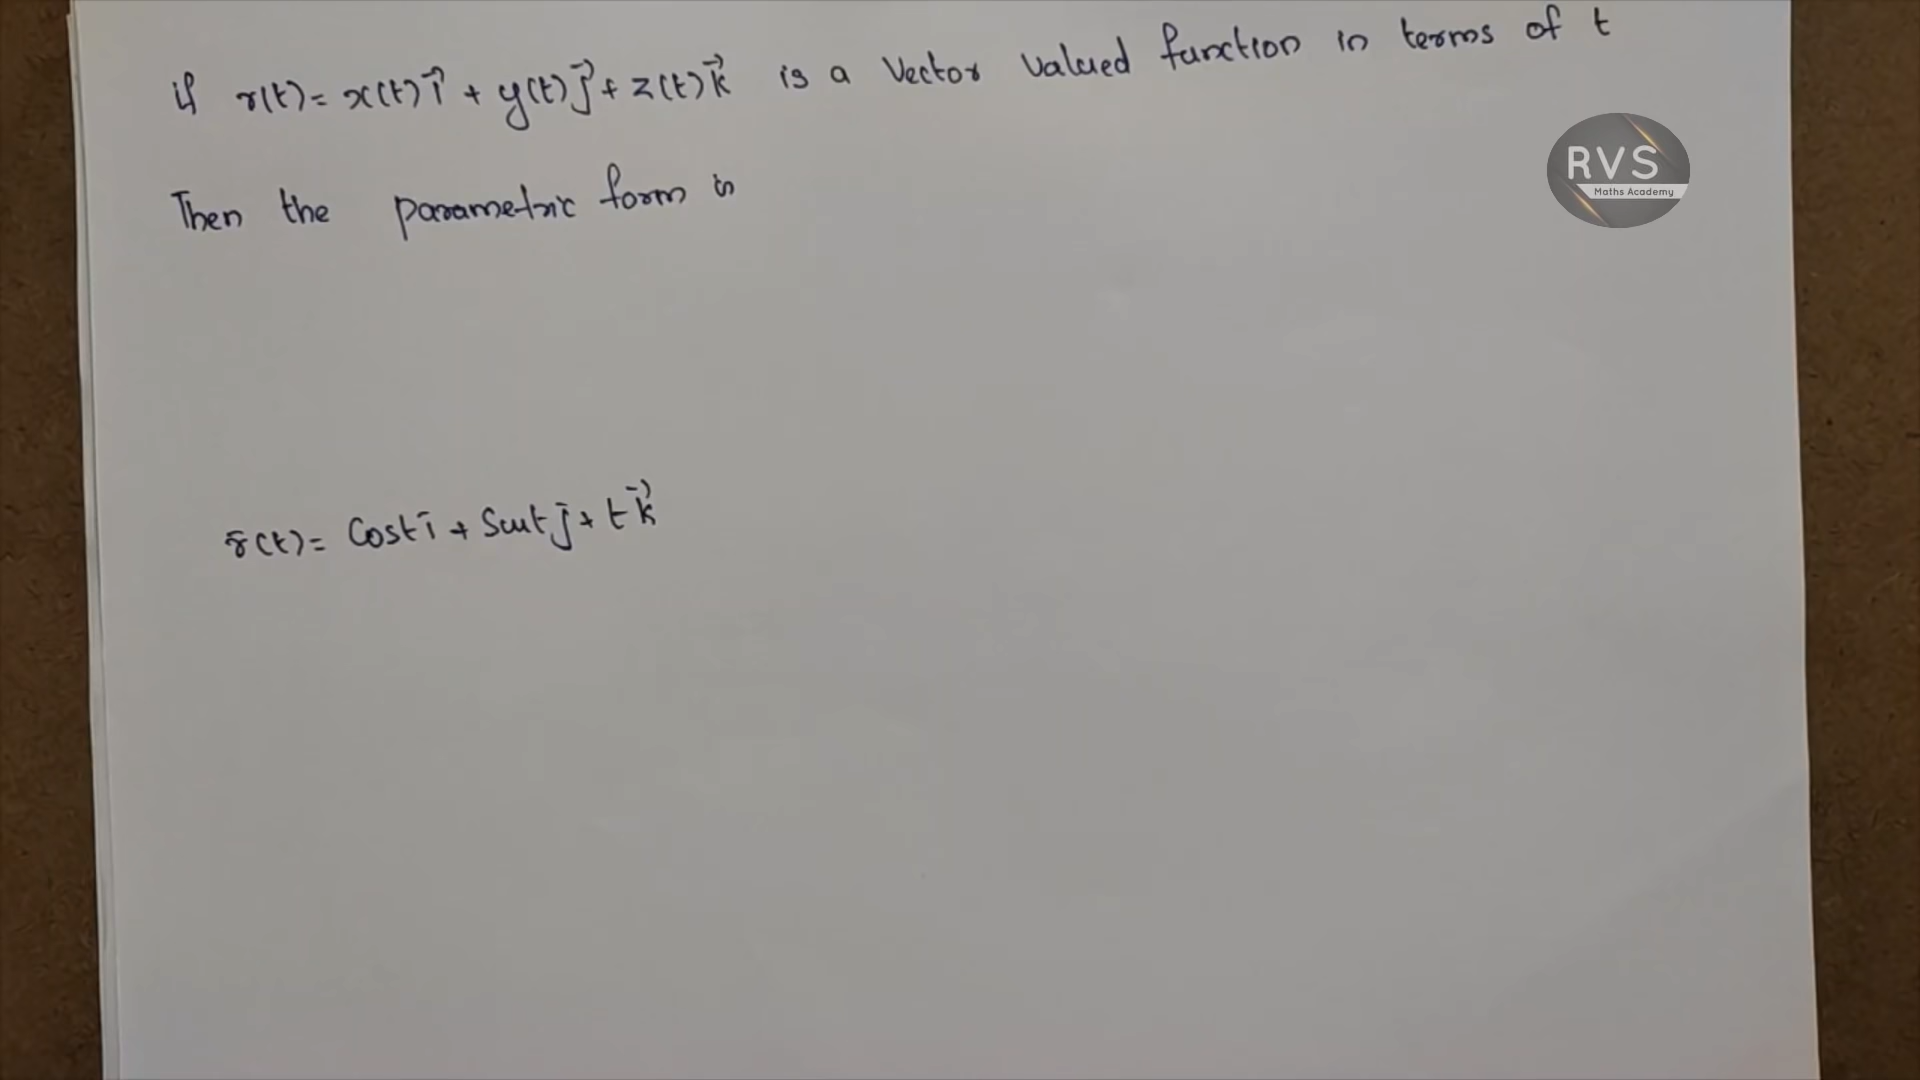 if r(t) = x(t)i⃗ + y(t)j⃗ + z(t)k⃗ is a Vector valued function in terms of t
RVS
Maths Academy
Then the parametric form is
r̄(t) = Cost ī + Sint j̄ + t k⃗